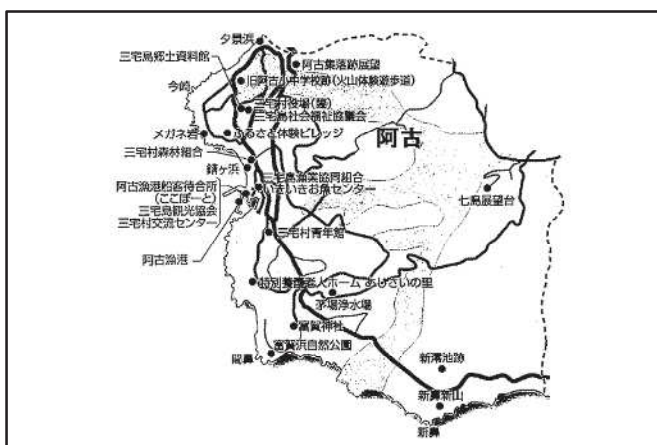 夕景浜
三宅島郷土資料館
阿古集落跡展望
旧阿古小中学校跡(火山体験遊歩道)
今崎
三宅村役場(臨)
三宅島社会福祉協議会
メガネ岩
ふるさと体験ビレッジ
阿古
三宅村森林組合
錆ヶ浜
三宅島漁業協同組合
いきいきお魚センター
阿古漁港船客待合所
(ここぽーと)
三宅島観光協会
三宅村交流センター
七島展望台
三宅村青年館
阿古漁港
特別養護老人ホーム あじさいの里
茅場浄水場
富賀神社
富賀浜自然公園
間鼻
新澪池跡
新鼻新山
新鼻